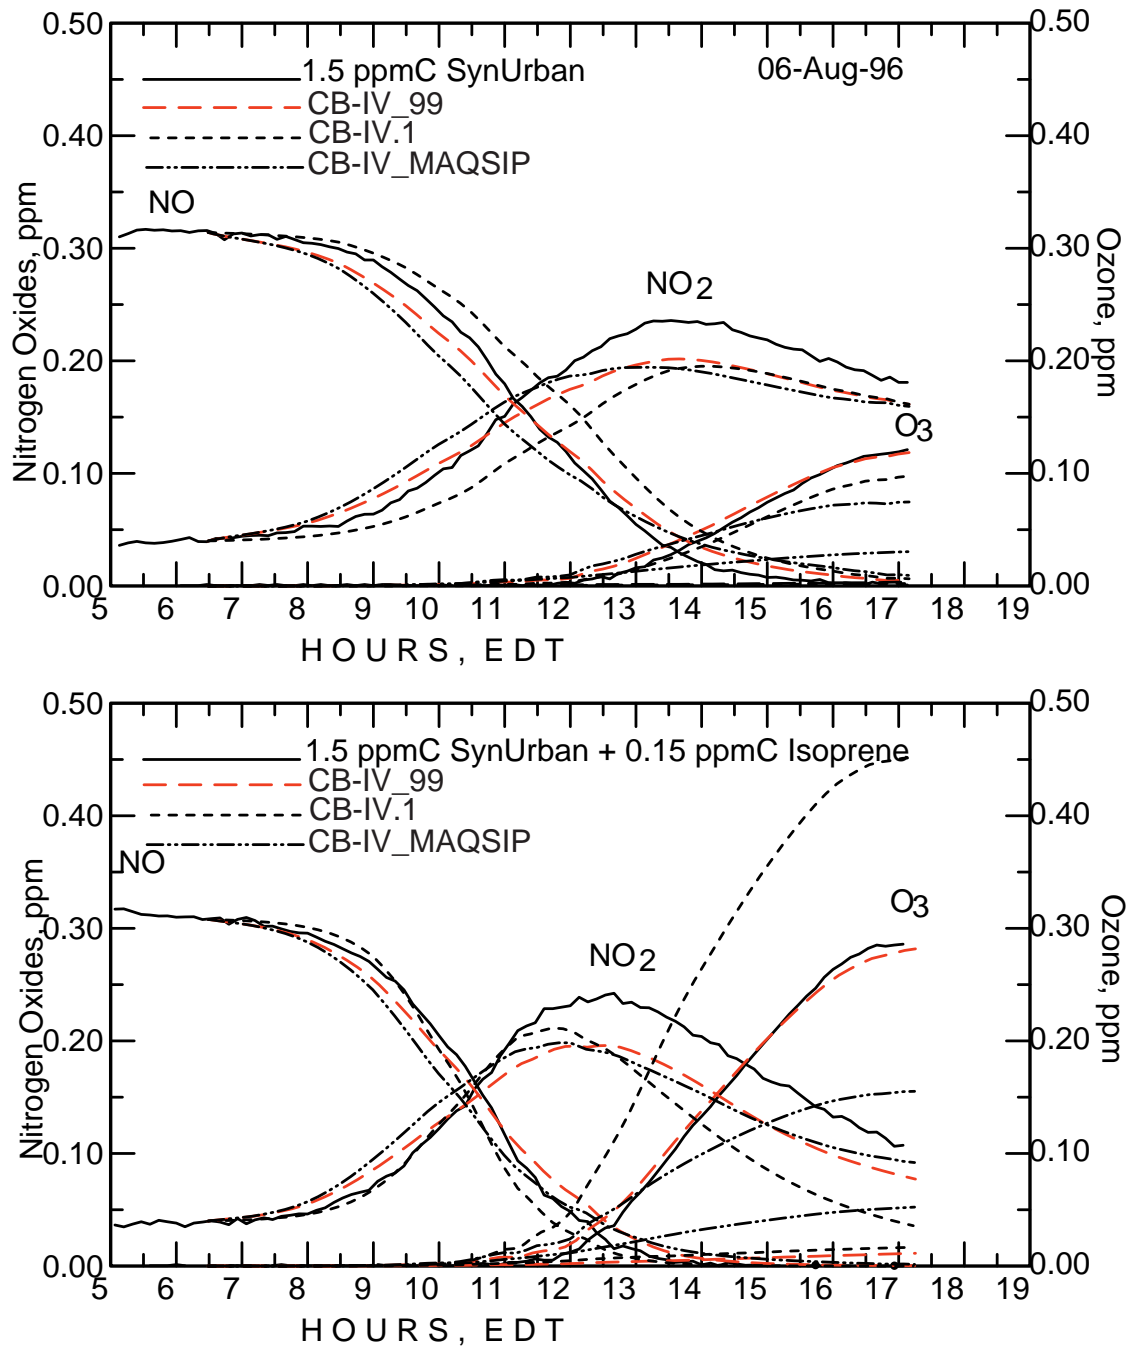 0.50 0.50
1.5 ppmC SynUrban 06-Aug-96
CB-IV_99
CB-IV.1
CB-IV_MAQSIP
0.40 0.40
NO
0.30 0.30
NO2
0.20 0.20
O3
0.10 0.10
0.00 0.00
Nitrogen Oxides, ppm
Ozone, ppm
5 6 7 8 9 10 11 12 13 14 15 16 17 18 19
HOURS, EDT
0.50 0.50
1.5 ppmC SynUrban + 0.15 ppmC Isoprene
CB-IV_99
CB-IV.1
CB-IV_MAQSIP
0.40 0.40
NO
O3
0.30 0.30
NO2
0.20 0.20
0.10 0.10
0.00 0.00
Nitrogen Oxides, ppm
Ozone, ppm
5 6 7 8 9 10 11 12 13 14 15 16 17 18 19
HOURS, EDT